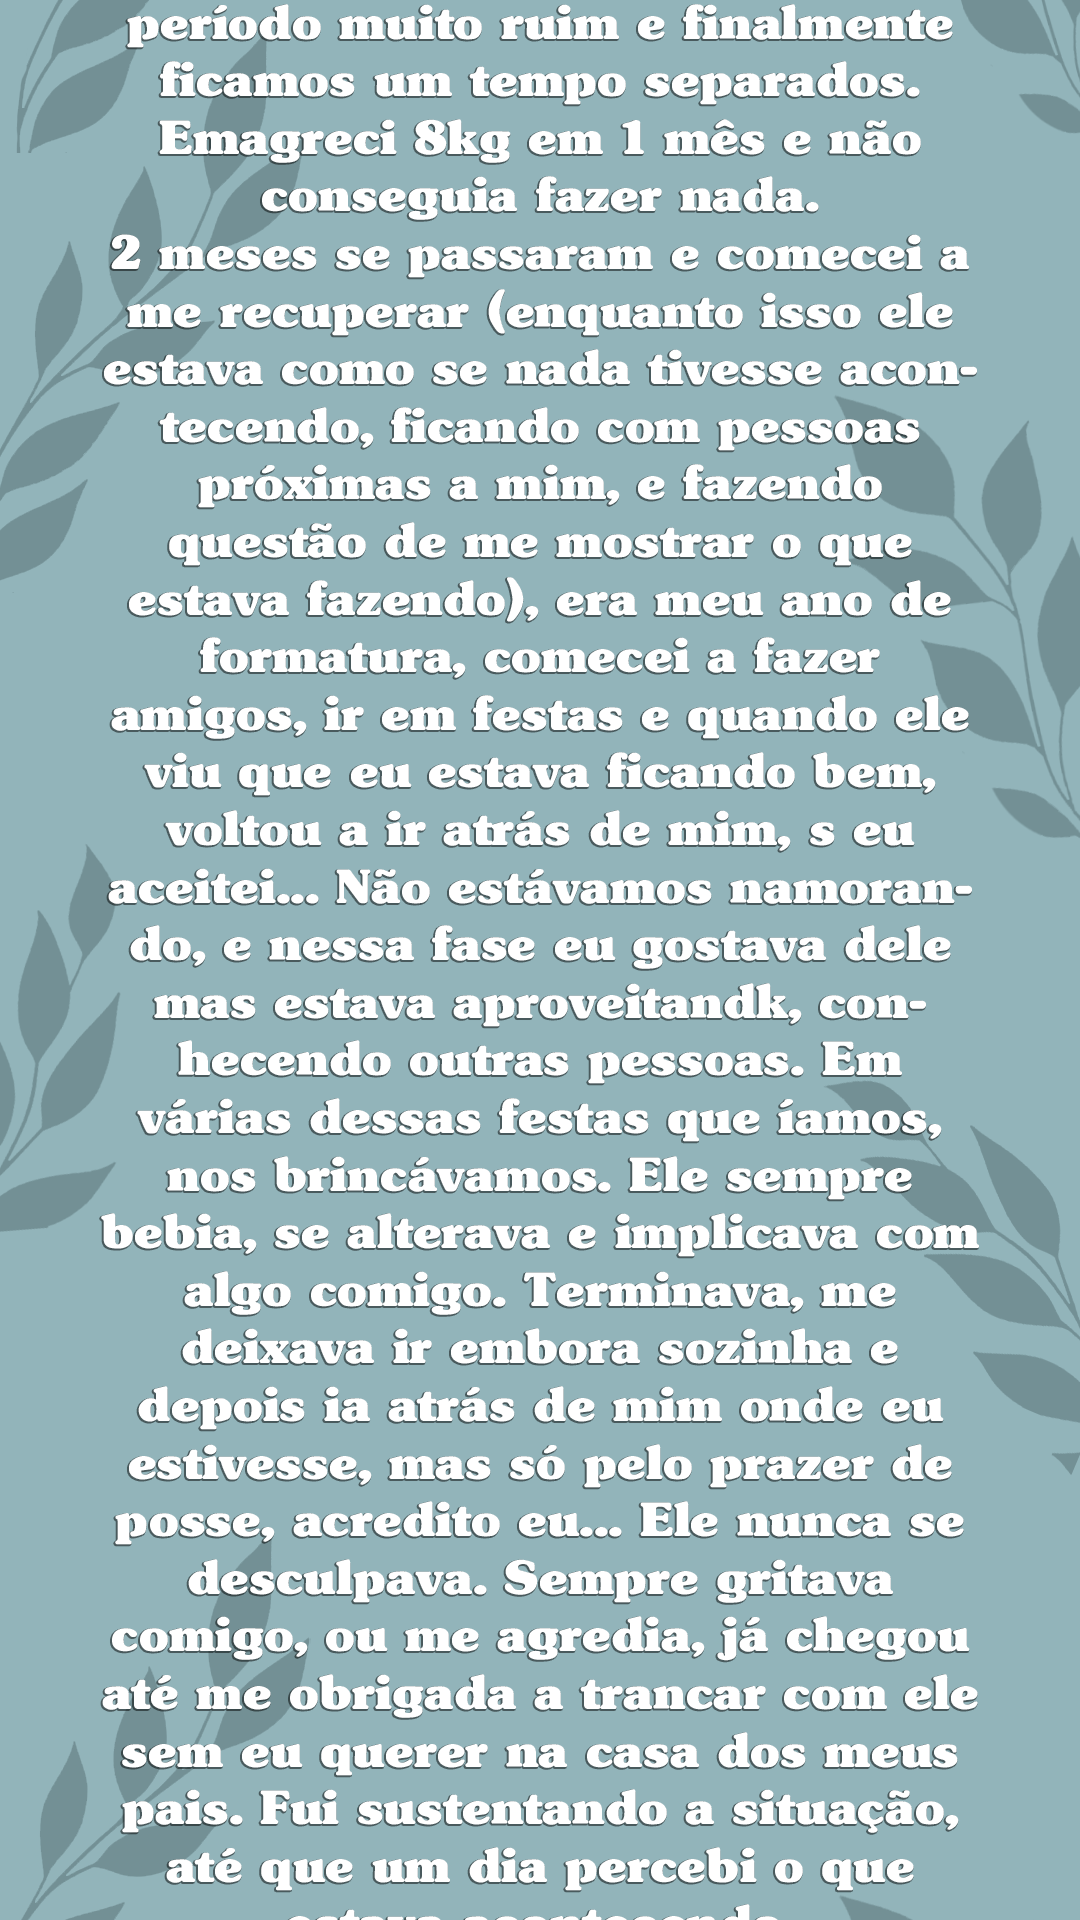 período muito ruim e finalmente
ficamos um tempo separados.
Emagreci 8kg em 1 mês e não
conseguia fazer nada.
2 meses se passaram e comecei a
me recuperar (enquanto isso ele
estava como se nada tivesse acon-
tecendo, ficando com pessoas
próximas a mim, e fazendo
questão de me mostrar o que
estava fazendo), era meu ano de
formatura, comecei a fazer
amigos, ir em festas e quando ele
viu que eu estava ficando bem,
voltou a ir atrás de mim, s eu
aceitei... Não estávamos namoran-
do, e nessa fase eu gostava dele
mas estava aproveitandk, con-
hecendo outras pessoas. Em
várias dessas festas que íamos,
nos brincávamos. Ele sempre
bebia, se alterava e implicava com
algo comigo. Terminava, me
deixava ir embora sozinha e
depois ia atrás de mim onde eu
estivesse, mas só pelo prazer de
posse, acredito eu... Ele nunca se
desculpava. Sempre gritava
comigo, ou me agredia, já chegou
até me obrigada a trancar com ele
sem eu querer na casa dos meus
pais. Fui sustentando a situação,
até que um dia percebi o que